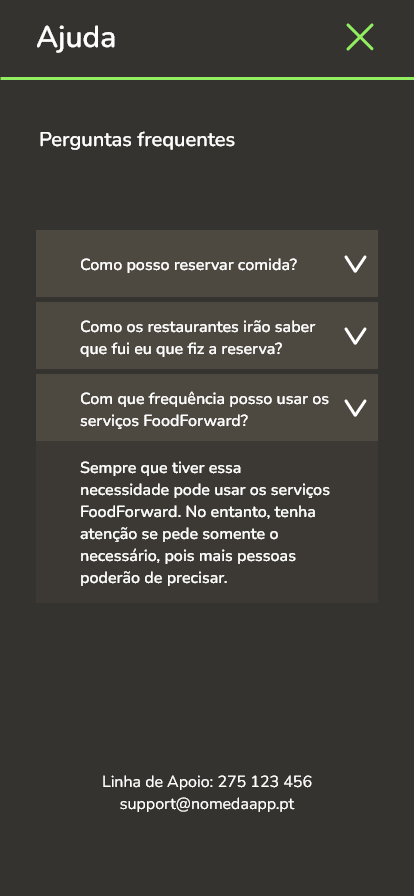 Ajuda
Perguntas frequentes
Como posso reservar comida?
Como os restaurantes irão saber
que fui eu que fiz a reserva?
Com que frequência posso usar os
serviços FoodForward?
Sempre que tiver essa
necessidade pode usar os serviços
FoodForward. No entanto, tenha
atenção se pede somente o
necessário, pois mais pessoas
poderão de precisar.
Linha de Apoio: 275 123 456
support@nomedaapp.pt